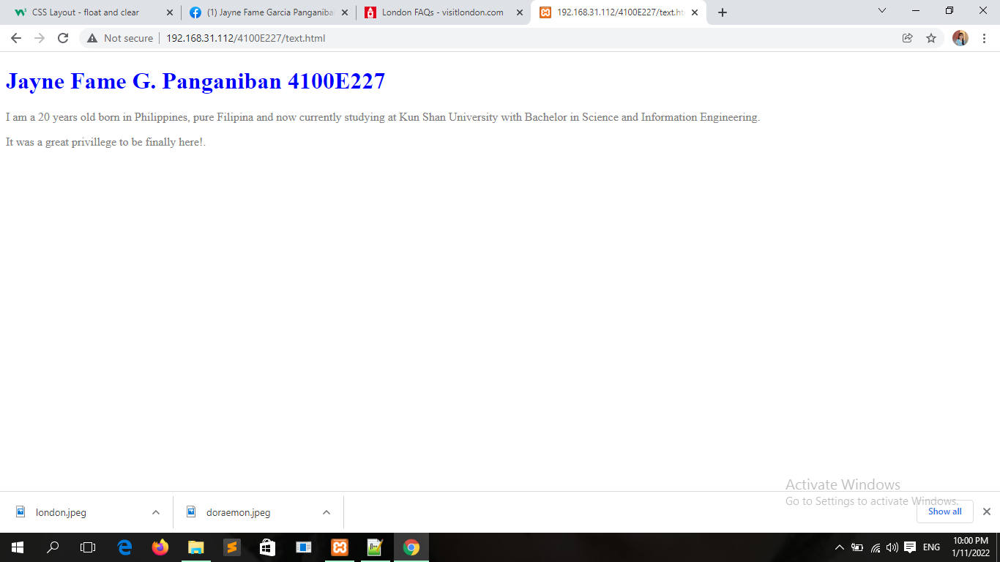 CSS Layout - float and clear
(1) Jayne Fame Garcia Panganiba
London FAQs - visitlondon.com
192.168.31.112/4100E227/text.ht
Not secure
192.168.31.112/4100E227/text.html
Jayne Fame G. Panganiban 4100E227
I am a 20 years old born in Philippines, pure Filipina and now currently studying at Kun Shan University with Bachelor in Science and Information Engineering.
It was a great privillege to be finally here!.
Activate Windows
Go to Settings to activate Windows.
london.jpeg
doraemon.jpeg
Show all
ENG
10:00 PM
1/11/2022